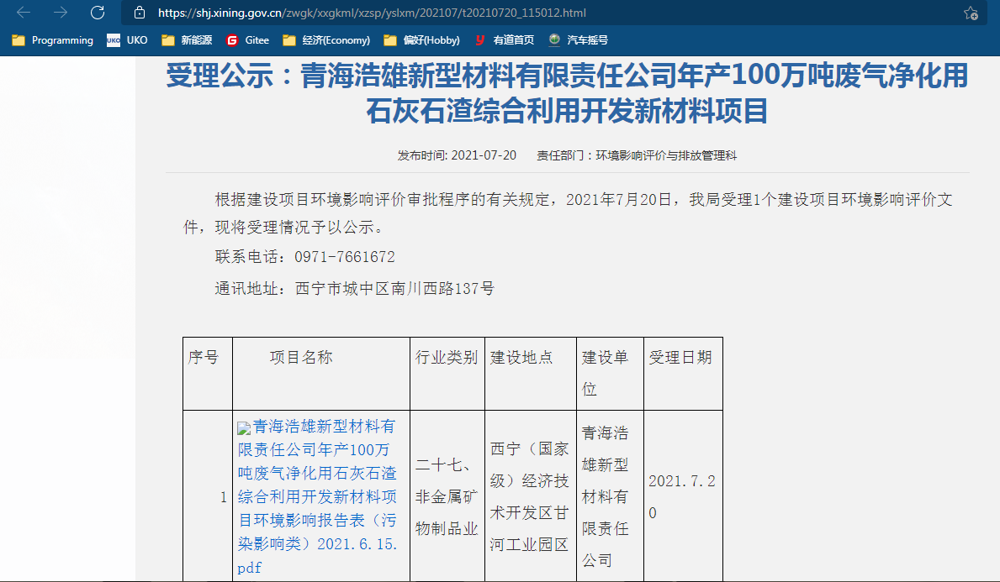 https://shj.xining.gov.cn/zwgk/xxgkml/xzsp/yslxm/202107/t20210720_115012.html
Programming UKO UKO 新能源 G Gitee 经济(Economy) 偏好(Hobby) y 有道首页 汽车摇号
受理公示：青海浩雄新型材料有限责任公司年产100万吨废气净化用
石灰石渣综合利用开发新材料项目
发布时间: 2021-07-20 责任部门：环境影响评价与排放管理科
根据建设项目环境影响评价审批程序的有关规定，2021年7月20日，我局受理1个建设项目环境影响评价文
件，现将受理情况予以公示。
联系电话：0971-7661672
通讯地址：西宁市城中区南川西路137号
序号
项目名称
行业类别
建设地点
建设单
位
受理日期
1
青海浩雄新型材料有
限责任公司年产100万
吨废气净化用石灰石渣
综合利用开发新材料项
目环境影响报告表（污
染影响类）2021.6.15.
pdf
二十七、
非金属矿
物制品业
西宁（国家
级）经济技
术开发区甘
河工业园区
青海浩
雄新型
材料有
限责任
公司
2021.7.2
0